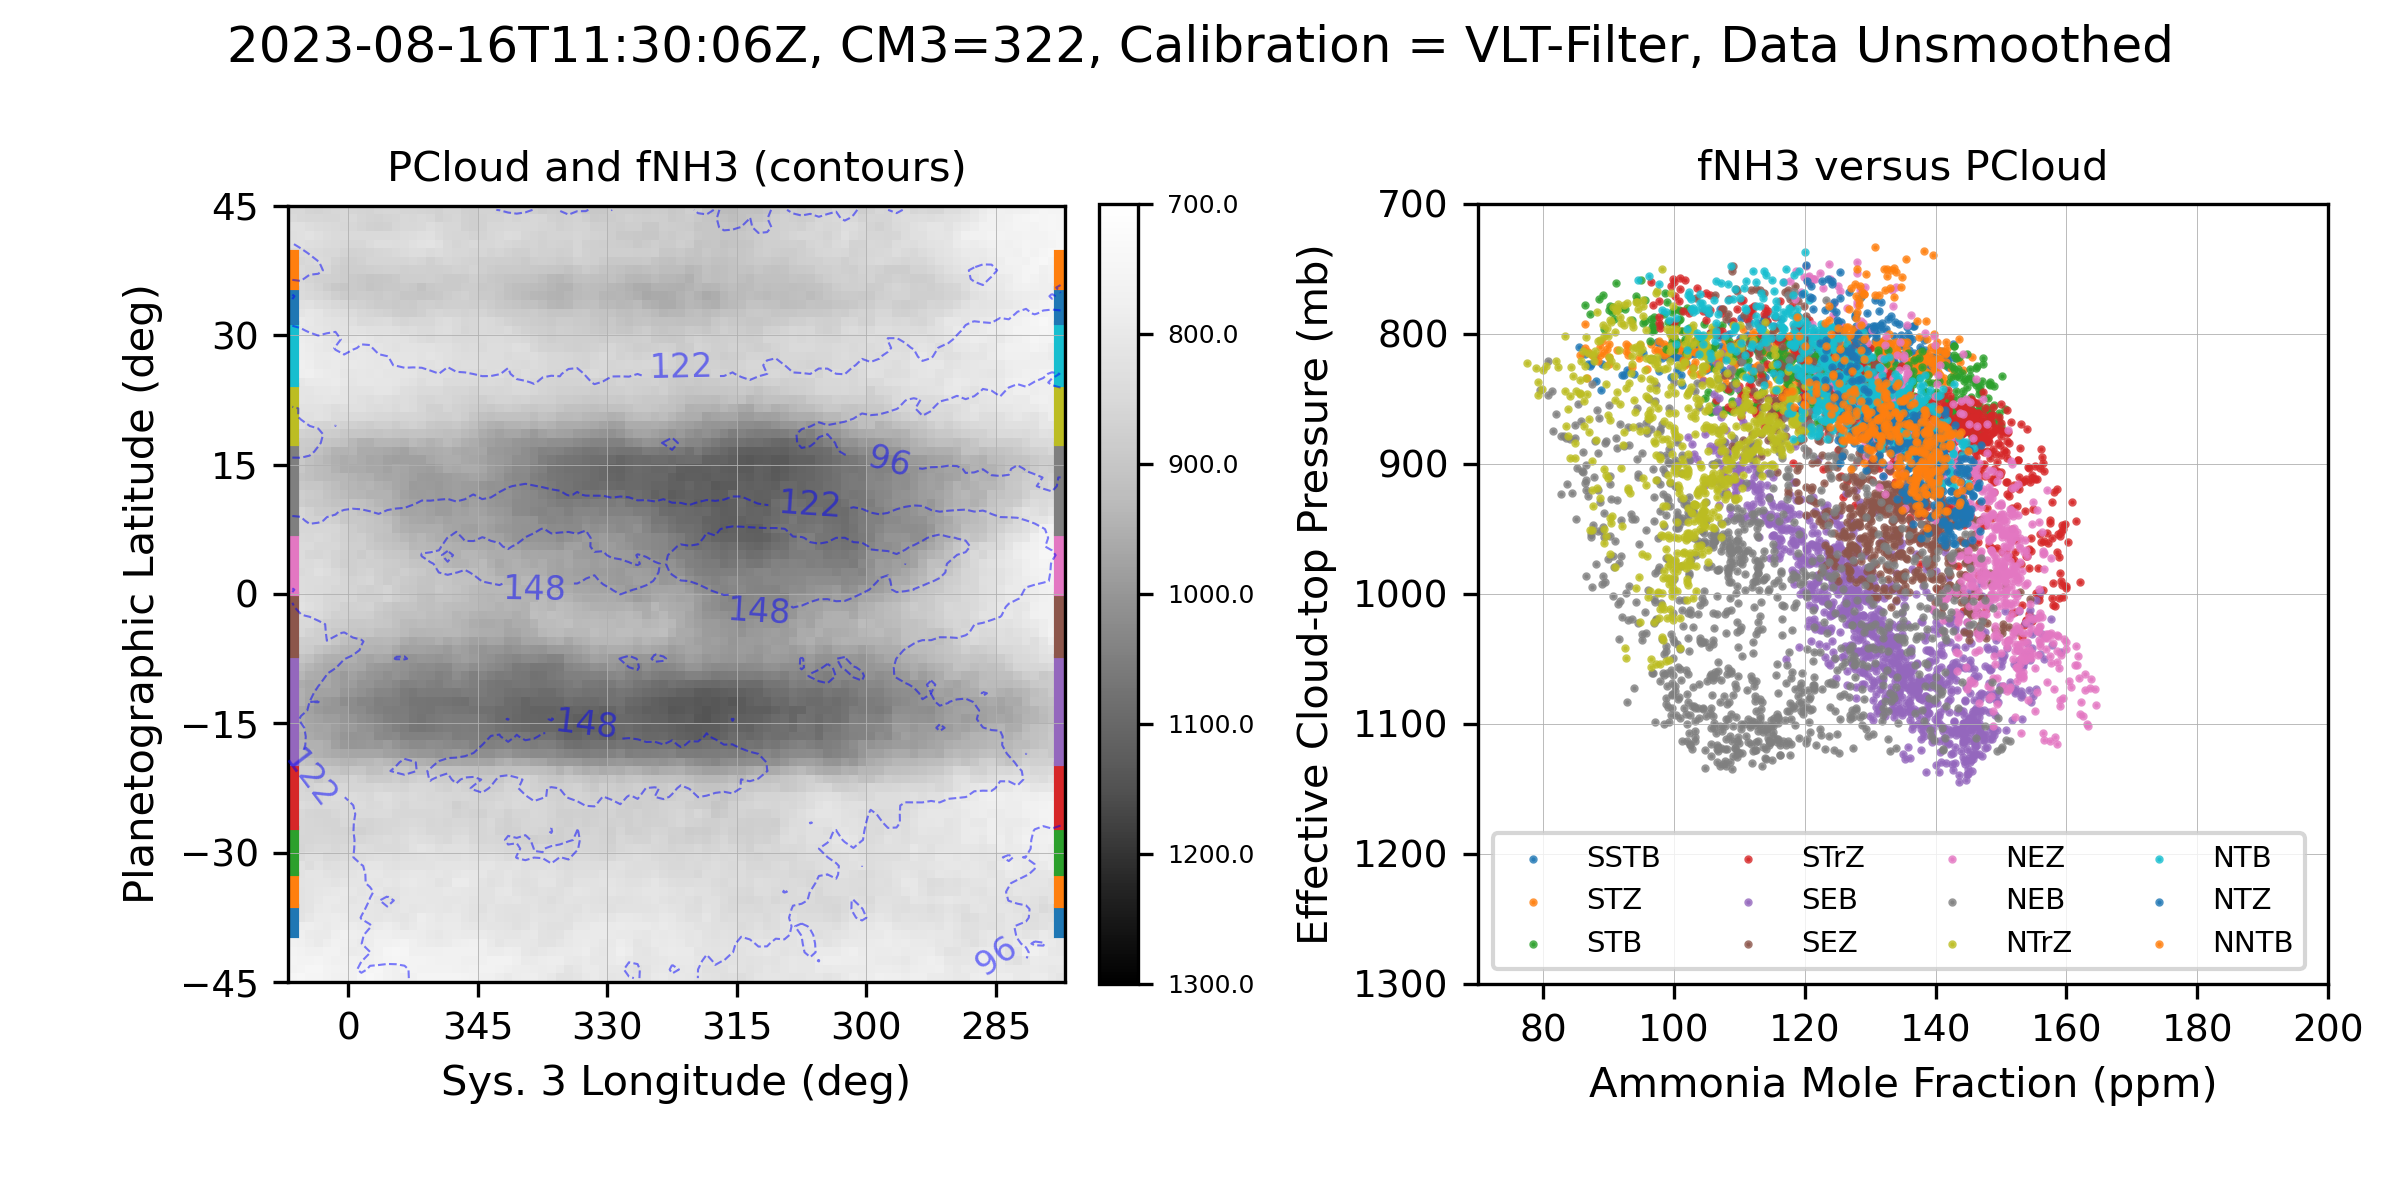 2023-08-16T11:30:06Z, CM3=322, Calibration = VLT-Filter, Data Unsmoothed
PCloud and fNH3 (contours)
Planetographic Latitude (deg)
45
30
15
0
−15
−30
−45
122
96
122
148
148
148
122
96
0
345
330
315
300
285
Sys. 3 Longitude (deg)
700.0
800.0
900.0
1000.0
1100.0
1200.0
1300.0
fNH3 versus PCloud
Effective Cloud-top Pressure (mb)
700
800
900
1000
1100
1200
1300
SSTB
STZ
STB
STrZ
SEB
SEZ
NEZ
NEB
NTrZ
NTB
NTZ
NNTB
80
100
120
140
160
180
200
Ammonia Mole Fraction (ppm)